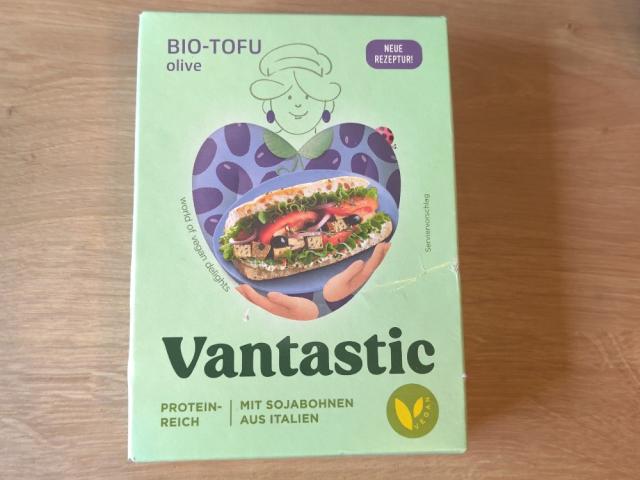 BIO-TOFU
olive
NEUE
REZEPTUR!
world of vegan delights
Serviervorschlag
Vantastic
PROTEIN-
REICH
MIT SOJABOHNEN
AUS ITALIEN
VEGAN